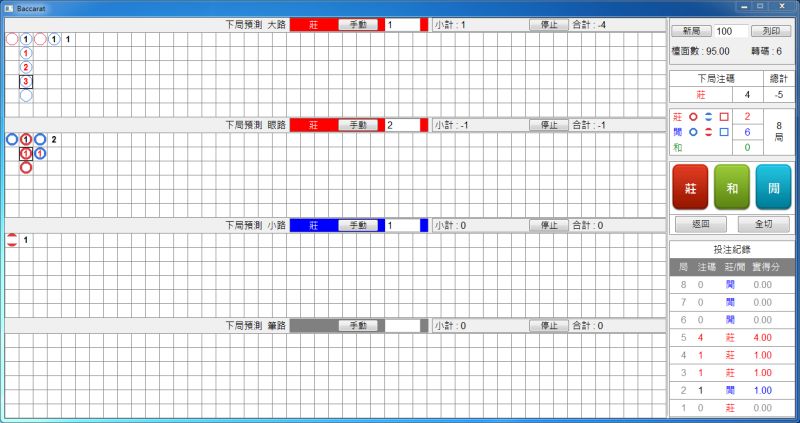 Baccarat
下局預測 大路 莊 手動 1 小計 : 1 停止 合計 : -4
1 1 1
1
2
3
下局預測 眼路 莊 手動 2 小計 : -1 停止 合計 : -1
1 2
1 1
下局預測 小路 莊 手動 1 小計 : 0 停止 合計 : 0
1
下局預測 筆路 手動 小計 : 0 停止 合計 : 0
新局 100 列印
檯面數 : 95.00 轉碼 : 6
下局注碼 總計
莊 4 -5
莊 2
閒 6
和 0
8
局
莊 和 閒
返回 全切
投注紀錄
局 注碼 莊/閒 實得分
8 0 閒 0.00
7 0 閒 0.00
6 0 閒 0.00
5 4 莊 4.00
4 1 莊 1.00
3 1 莊 1.00
2 1 閒 1.00
1 0 莊 0.00